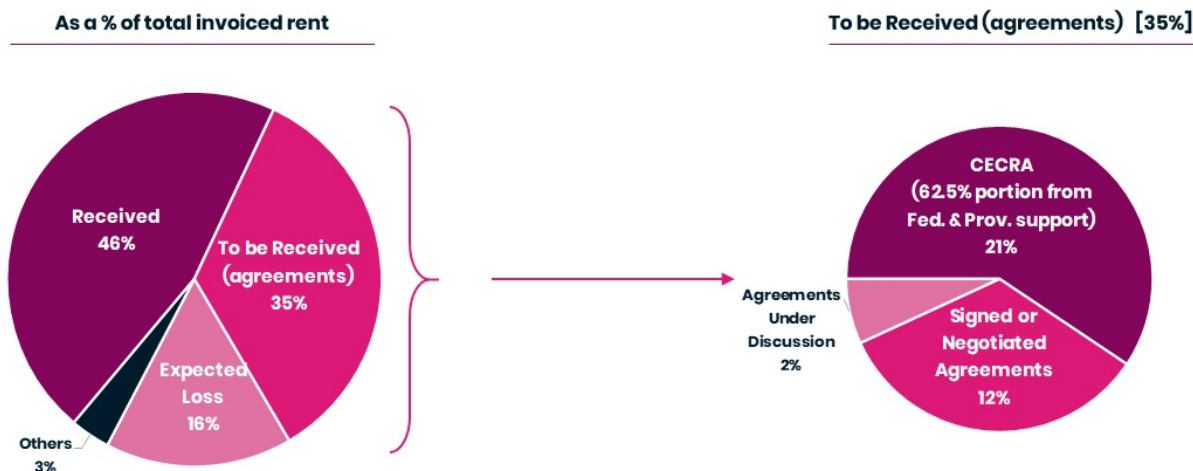 As a % of total invoiced rent
Received
46%
To be Received
(agreements)
35%
Expected
Loss
16%
Others
3%
To be Received (agreements) [35%]
CECRA
(62.5% portion from
Fed. & Prov. support)
21%
Agreements
Under
Discussion
2%
Signed or
Negotiated
Agreements
12%